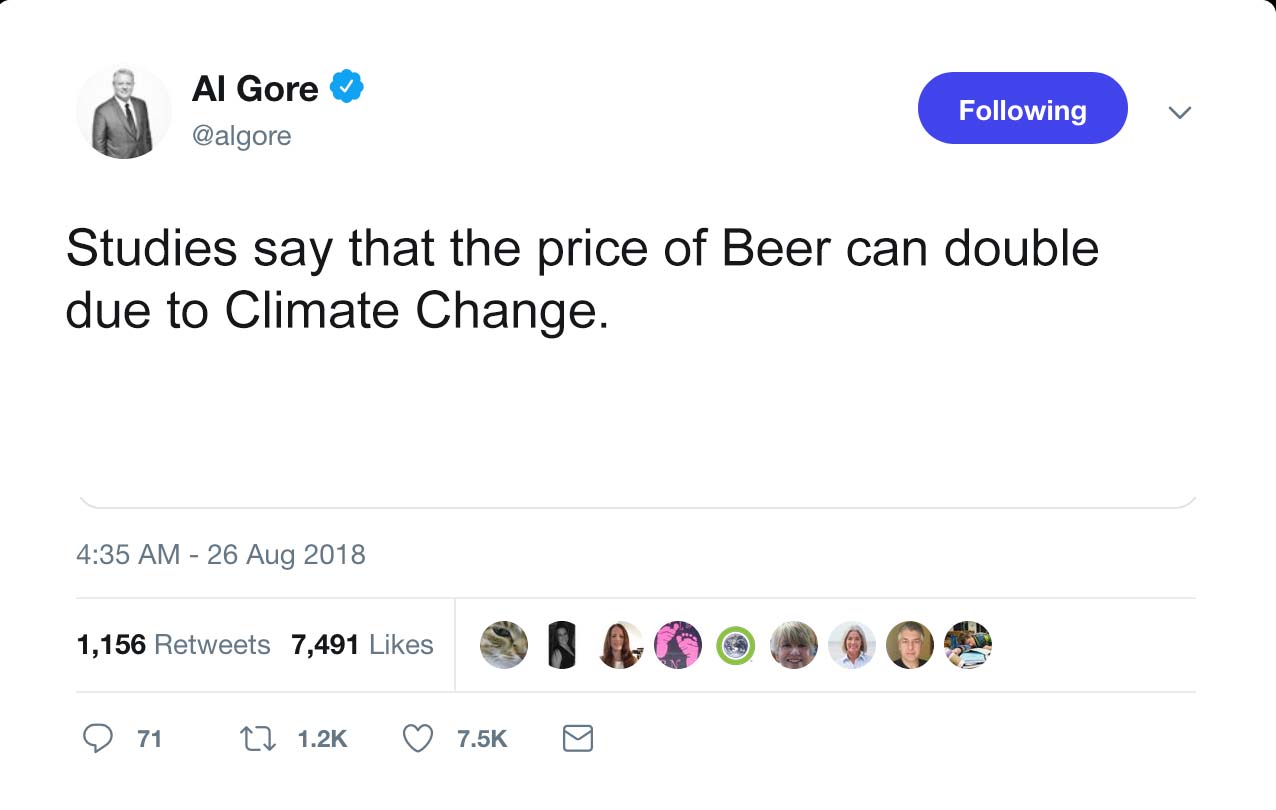 Al Gore
@algore
Following
Studies say that the price of Beer can double
due to Climate Change.
4:35 AM - 26 Aug 2018
1,156 Retweets 7,491 Likes
71 1.2K 7.5K